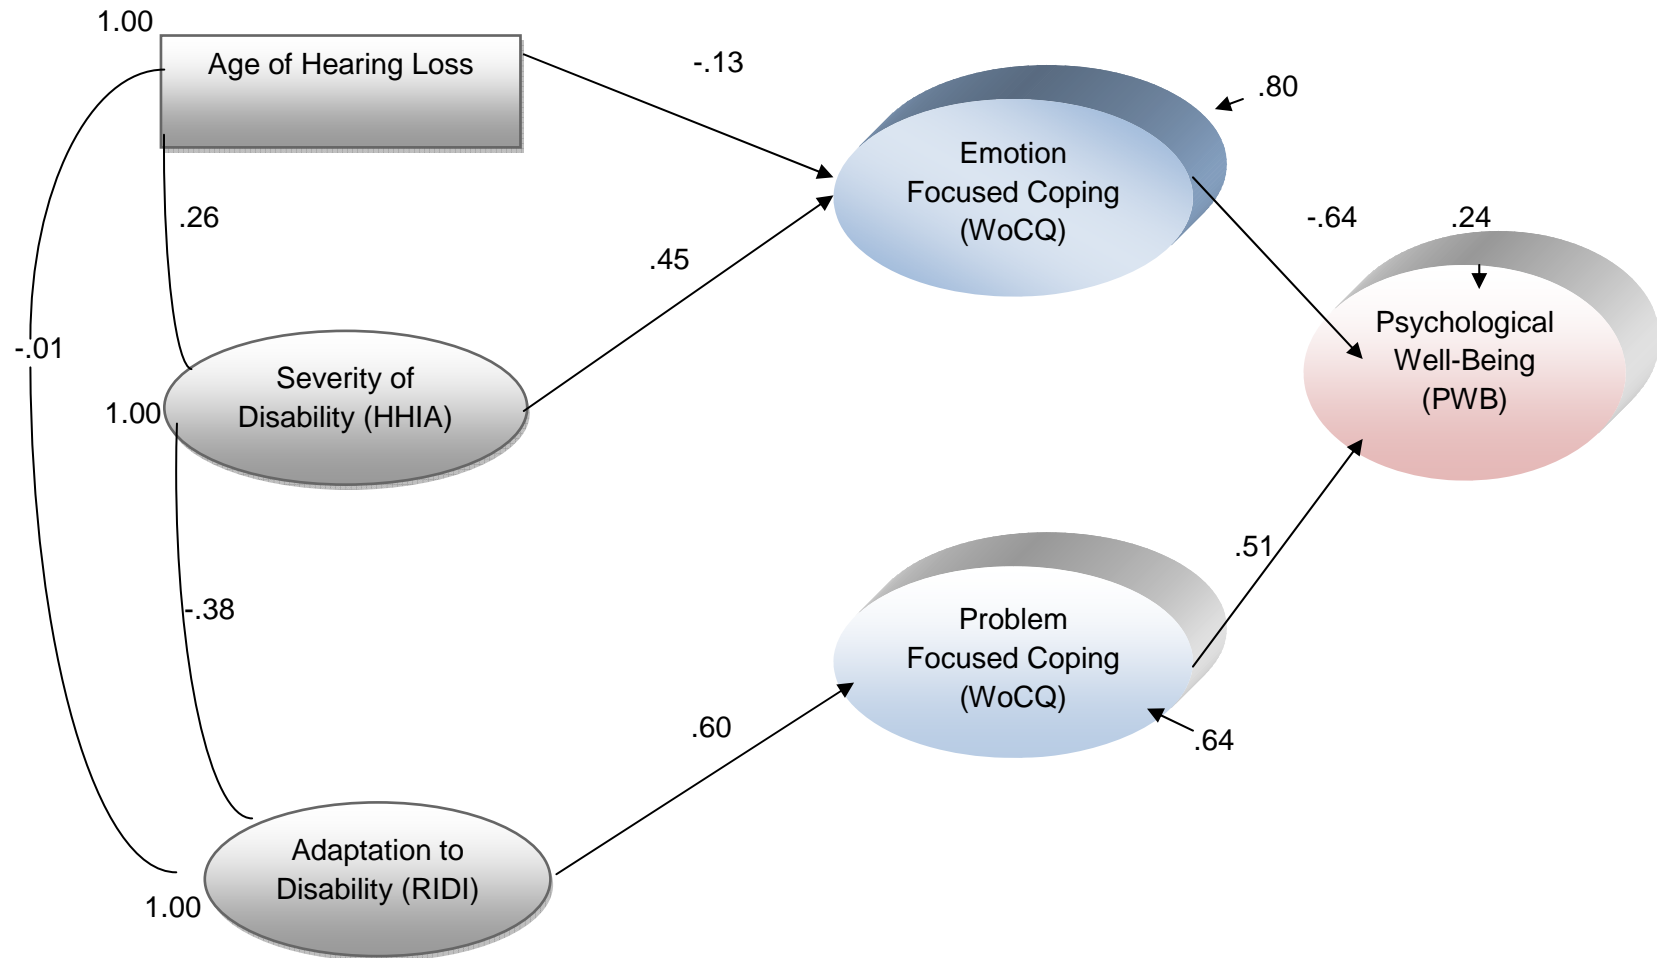 1.00
Age of Hearing Loss
-.13
.80
Emotion
Focused Coping
(WoCQ)
.26
-.64
.24
.45
Psychological
Well-Being
(PWB)
-.01
Severity of
Disability (HHIA)
1.00
.51
-.38
Problem
Focused Coping
(WoCQ)
.60
.64
Adaptation to
Disability (RIDI)
1.00